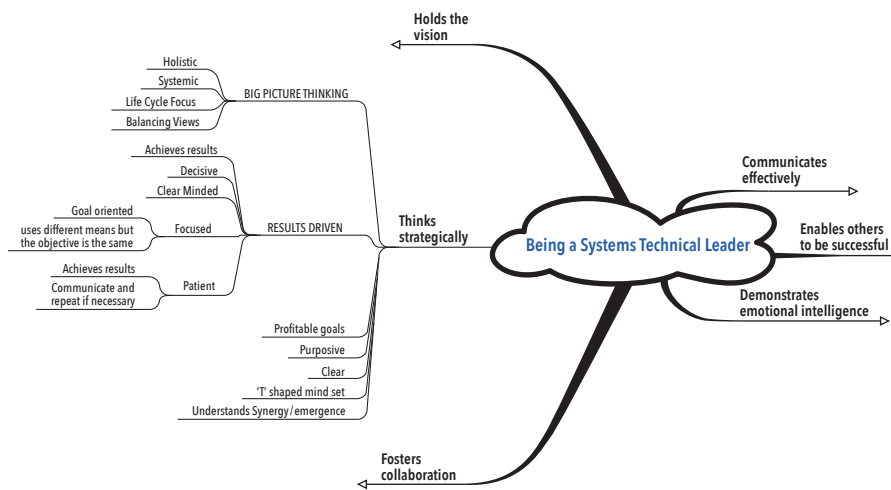 Holds the
vision
Holistic
Systemic
Life Cycle Focus
Balancing Views
BIG PICTURE THINKING
Achieves results
Decisive
Clear Minded
Goal oriented
uses different means but
the objective is the same
Focused
RESULTS DRIVEN
Achieves results
Communicate and
repeat if necessary
Patient
Thinks
strategically
Profitable goals
Purposive
Clear
'T' shaped mind set
Understands Synergy/emergence
Being a Systems Technical Leader
Communicates
effectively
Enables others
to be successful
Demonstrates
emotional intelligence
Fosters
collaboration